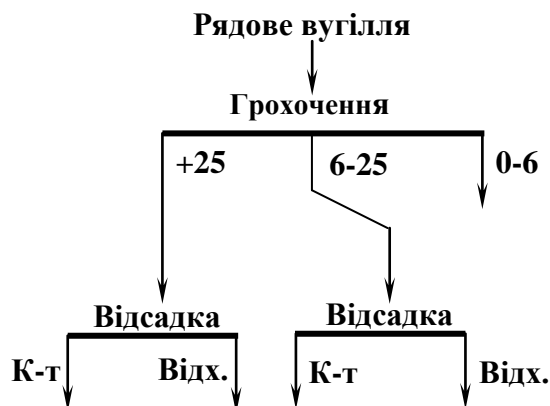 Рядове вугілля
Грохочення
+25 6-25 0-6
Відсадка Відсадка
К-т Відх. К-т Відх.